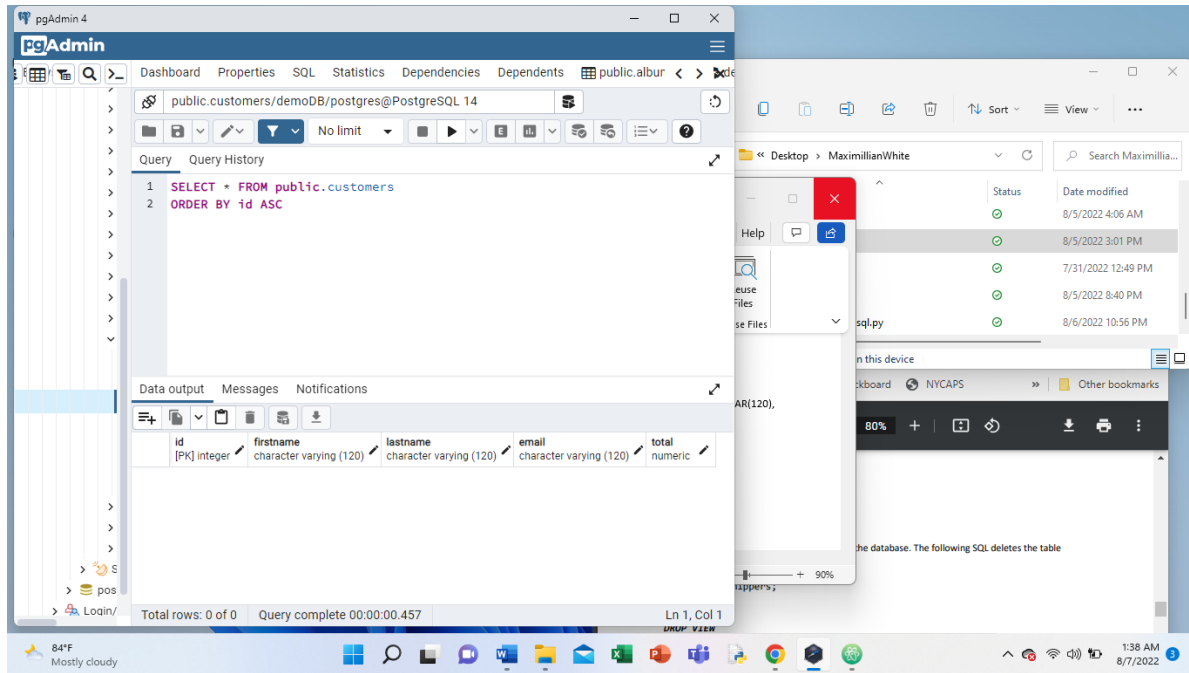 pgAdmin 4
pgAdmin
Dashboard Properties SQL Statistics Dependencies Dependents public.albur
public.customers/demoDB/postgres@PostgreSQL 14
No limit
Query Query History
1 SELECT * FROM public.customers
2 ORDER BY id ASC
Data output Messages Notifications
id firstname lastname email total
[PK] integer character varying (120) character varying (120) character varying (120) numeric
Total rows: 0 of 0 Query complete 00:00:00.457 Ln 1, Col 1
S
pos
Login/
Sort View
« Desktop > MaximillianWhite
Search Maximillia...
Status Date modified
8/5/2022 4:06 AM
8/5/2022 3:01 PM
7/31/2022 12:49 PM
8/5/2022 8:40 PM
sql.py 8/6/2022 10:56 PM
n this device
Help
euse
Files
se Files
AR(120),
90%
ckboard NYCAPS » Other bookmarks
80%
he database. The following SQL deletes the table
hippers;
DROP VIEW
84°F
Mostly cloudy
1:38 AM
8/7/2022
3